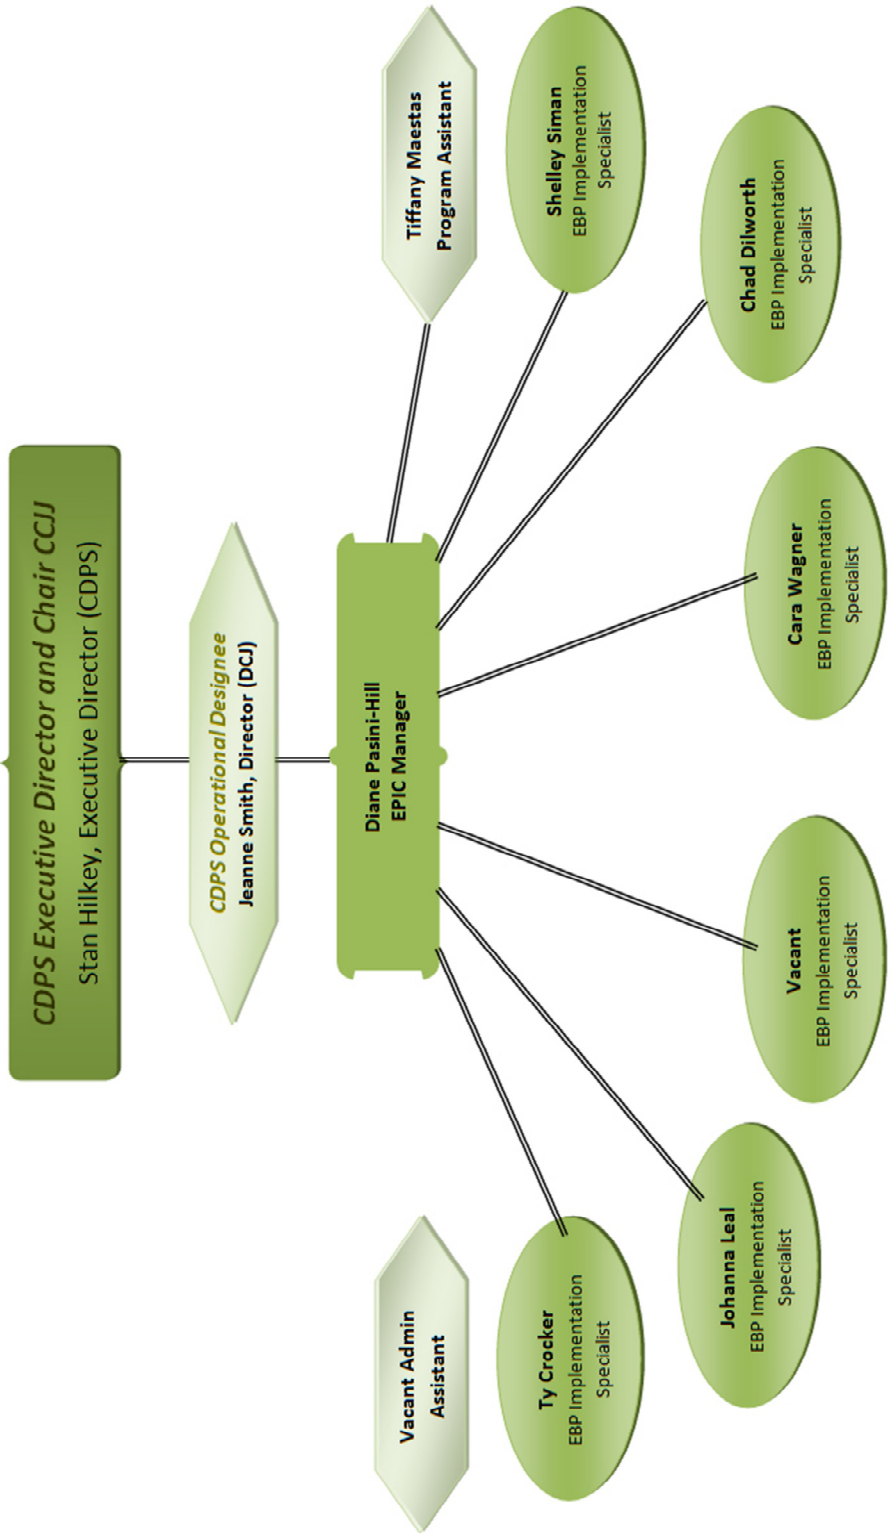 CDPS Executive Director and Chair CCJJ
Stan Hilkey, Executive Director (CDPS)
CDPS Operational Designee
Jeanne Smith, Director (DCJ)
Diane Pasini-Hill
EPIC Manager
Vacant Admin
Assistant
Tiffany Maestas
Program Assistant
Ty Crocker
EBP Implementation
Specialist
Johanna Leal
EBP Implementation
Specialist
Vacant
EBP Implementation
Specialist
Cara Wagner
EBP Implementation
Specialist
Chad Dilworth
EBP Implementation
Specialist
Shelley Siman
EBP Implementation
Specialist